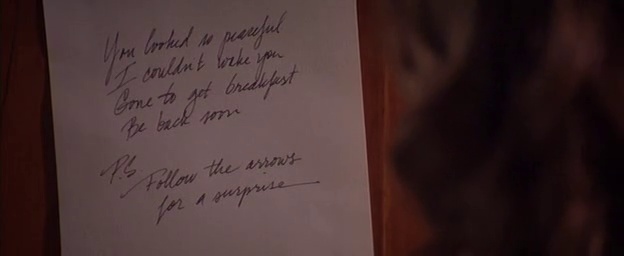 You looked so peaceful
I couldn't wake you
Gone to get breakfast
Be back soon
P.S
Follow the arrows
for a surprise